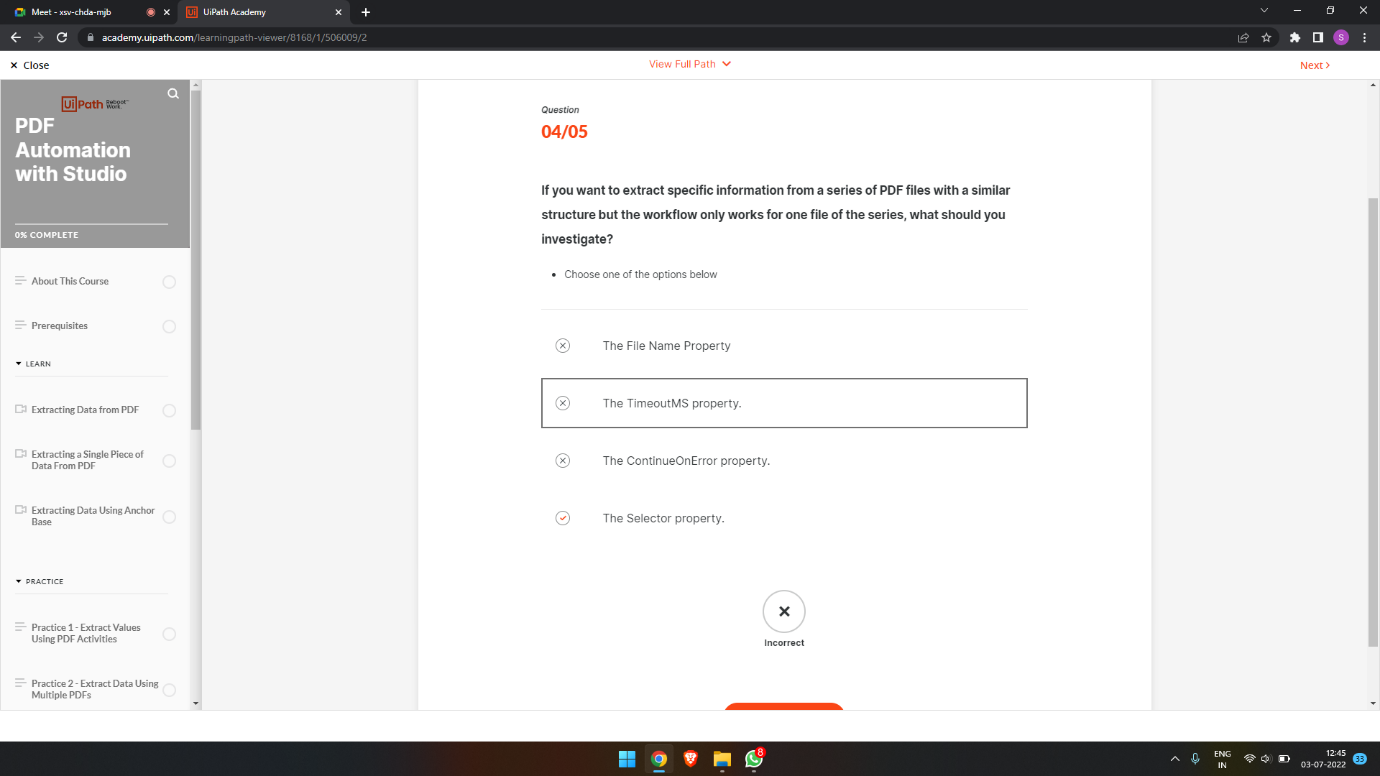 Meet - xsv-chda-mjb
UiPath Academy
academy.uipath.com/learningpath-viewer/8168/1/506009/2
S
Close
View Full Path
Next
UiPath Reboot Work.
PDF
Automation
with Studio
0% COMPLETE
About This Course
Prerequisites
LEARN
Extracting Data from PDF
Extracting a Single Piece of
Data From PDF
Extracting Data Using Anchor
Base
PRACTICE
Practice 1 - Extract Values
Using PDF Activities
Practice 2 - Extract Data Using
Multiple PDFs
Question
04/05
If you want to extract specific information from a series of PDF files with a similar
structure but the workflow only works for one file of the series, what should you
investigate?
• Choose one of the options below
The File Name Property
The TimeoutMS property.
The ContinueOnError property.
The Selector property.
Incorrect
8
ENG
IN
12:45
03-07-2022
33